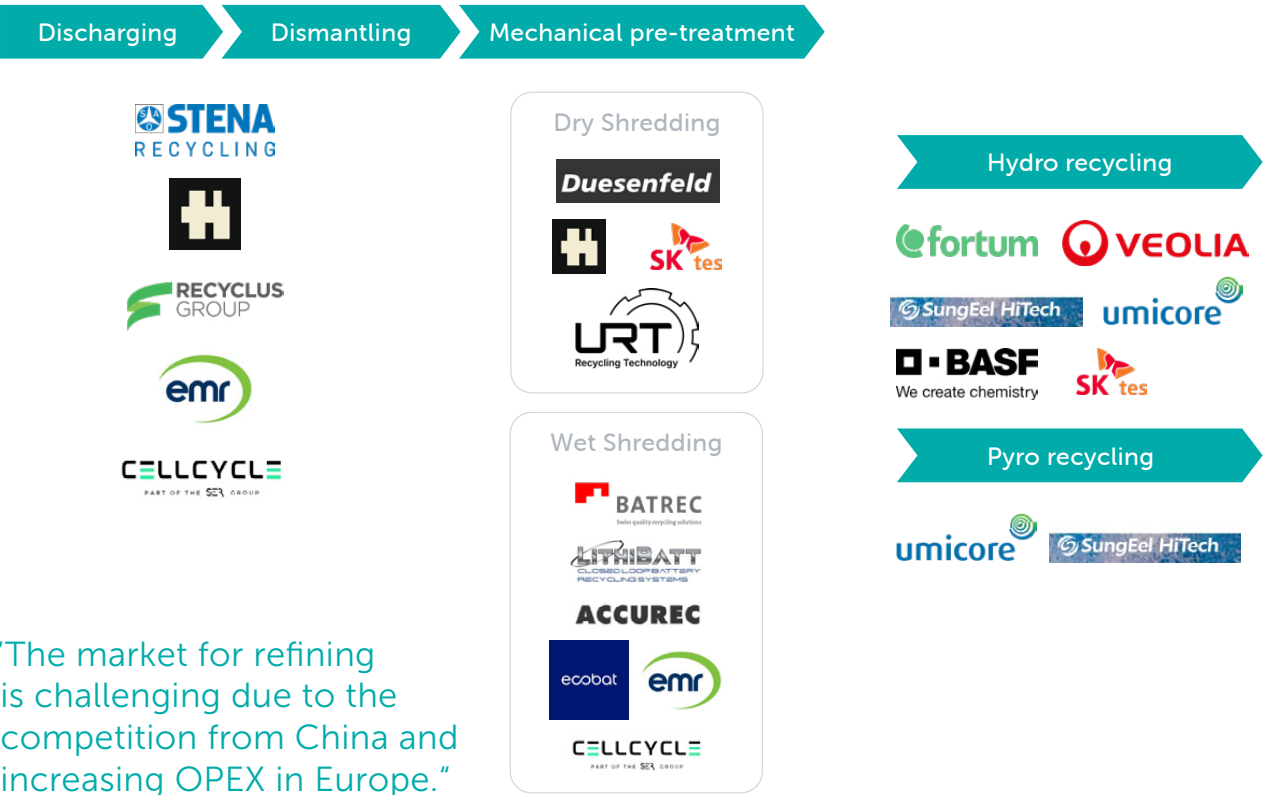 Discharging
Dismantling
Mechanical pre-treatment
STENA
RECYCLING
RECYCLUS
GROUP
emr
CELLCYCLE
PART OF THE SER GROUP
Dry Shredding
Duesenfeld
SK tes
URT
Recycling Technology
Wet Shredding
BATREC
Swiss quality recycling solutions
LITHIBATT
CLOSED LOOP BATTERY
RECYCLING SYSTEMS
ACCUREC
ecobat
emr
CELLCYCLE
PART OF THE SER GROUP
Hydro recycling
fortum
VEOLIA
SungEel HiTech
umicore
BASF
We create chemistry
SK tes
Pyro recycling
umicore
SungEel HiTech
“The market for refining
is challenging due to the
competition from China and
increasing OPEX in Europe.“